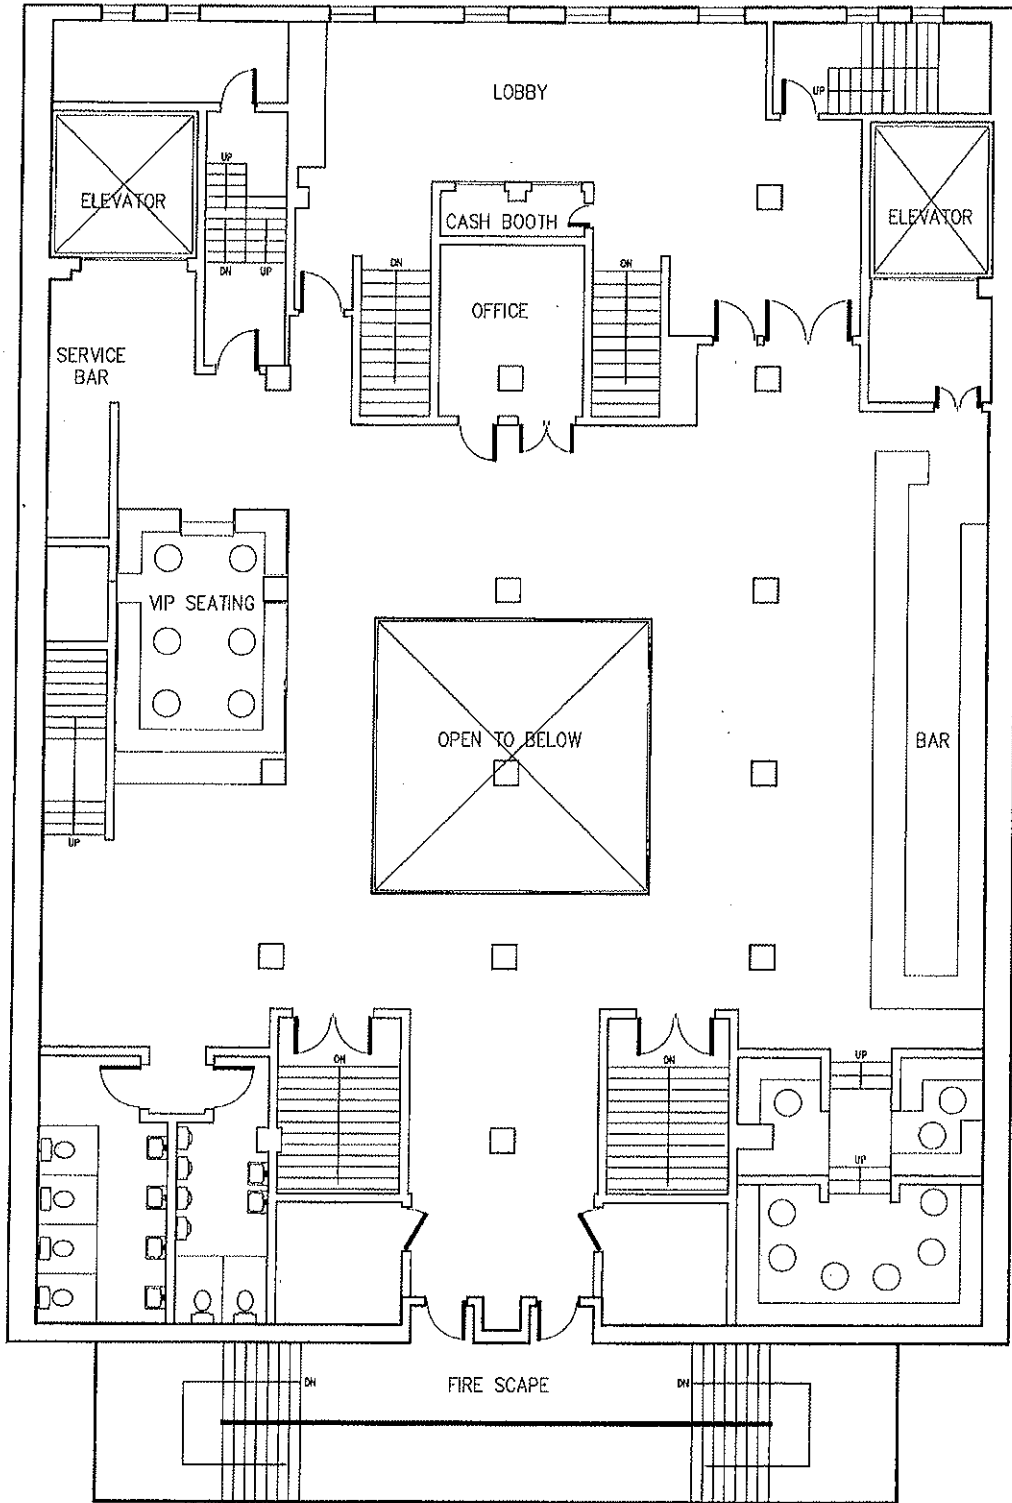 LOBBY
UP
UP
ELEVATOR
CASH BOOTH
ELEVATOR
DN
UP
DN
DN
OFFICE
SERVICE
BAR
VIP SEATING
OPEN TO BELOW
BAR
UP
DN
DN
UP
UP
DN
FIRE SCAPE
DN